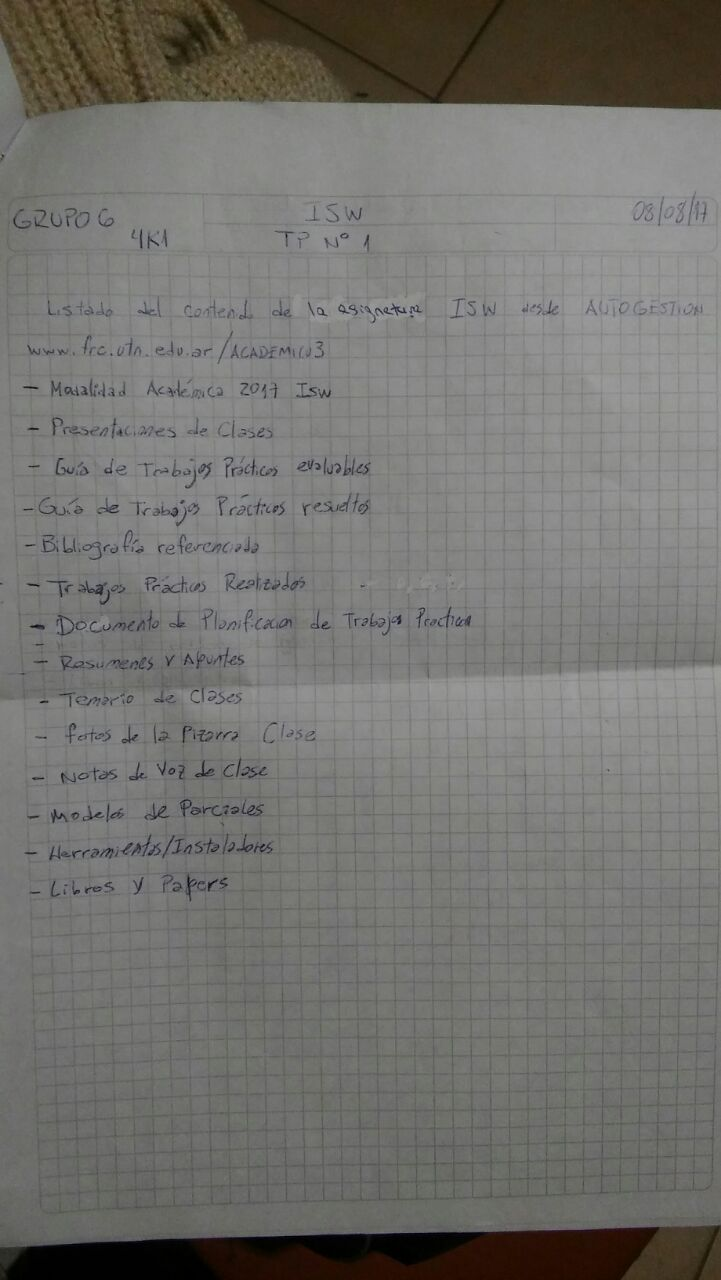 GRUPO 6 ISW 08/08/17
4K1 TP Nº 1
Listado del contend de la asignatura ISW desde AUTOGESTION
www.frc.utn.edu.ar/ACADEMICO3
- Modalidad Académica 2017 ISW
- Presentaciones de Clases
- Guía de Trabajos Prácticos evaluables
- Guía de Trabajos Prácticos resueltos
- Bibliografía referenciada
- Trabajos Prácticos Realizados
- Documento de Planificacion de Trabajos Practicos
- Resumenes y Apuntes
- Temario de Clases
- Fotos de la Pizarra Clase
- Notas de Voz de Clase
- Modelos de Parciales
- Herramientas/Instaladores
- Libros y Papers